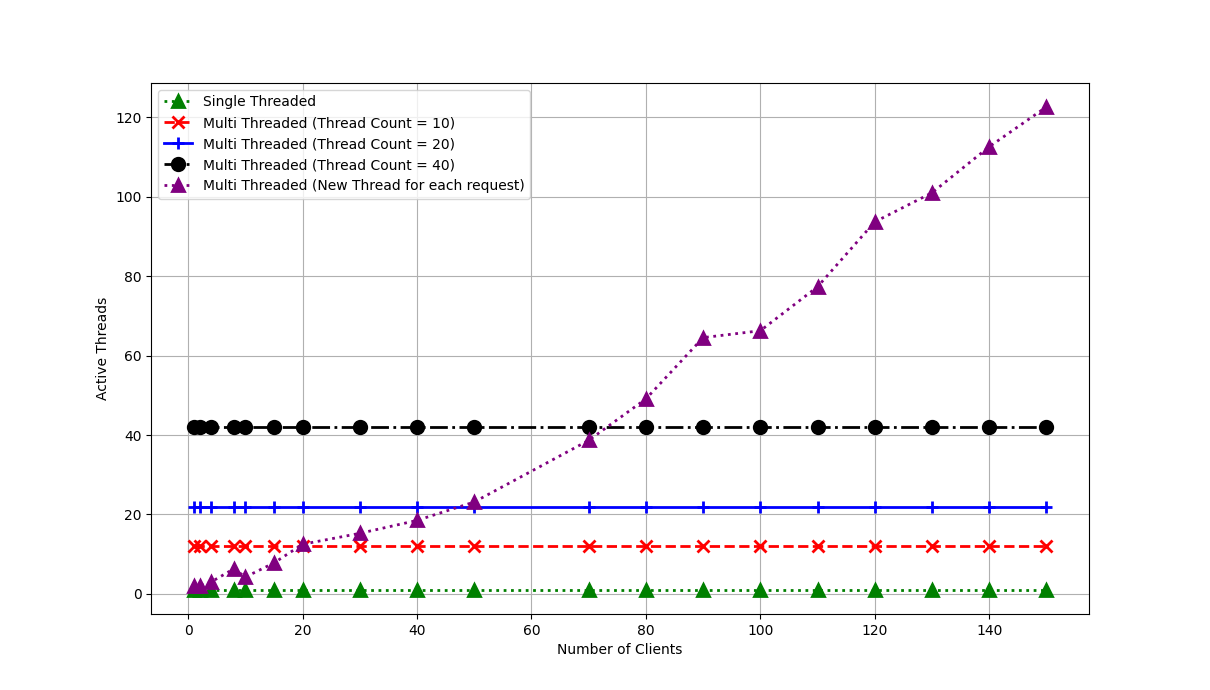 Single Threaded
Multi Threaded (Thread Count = 10)
Multi Threaded (Thread Count = 20)
Multi Threaded (Thread Count = 40)
Multi Threaded (New Thread for each request)
120
100
80
60
40
20
0
Active Threads
0 20 40 60 80 100 120 140
Number of Clients